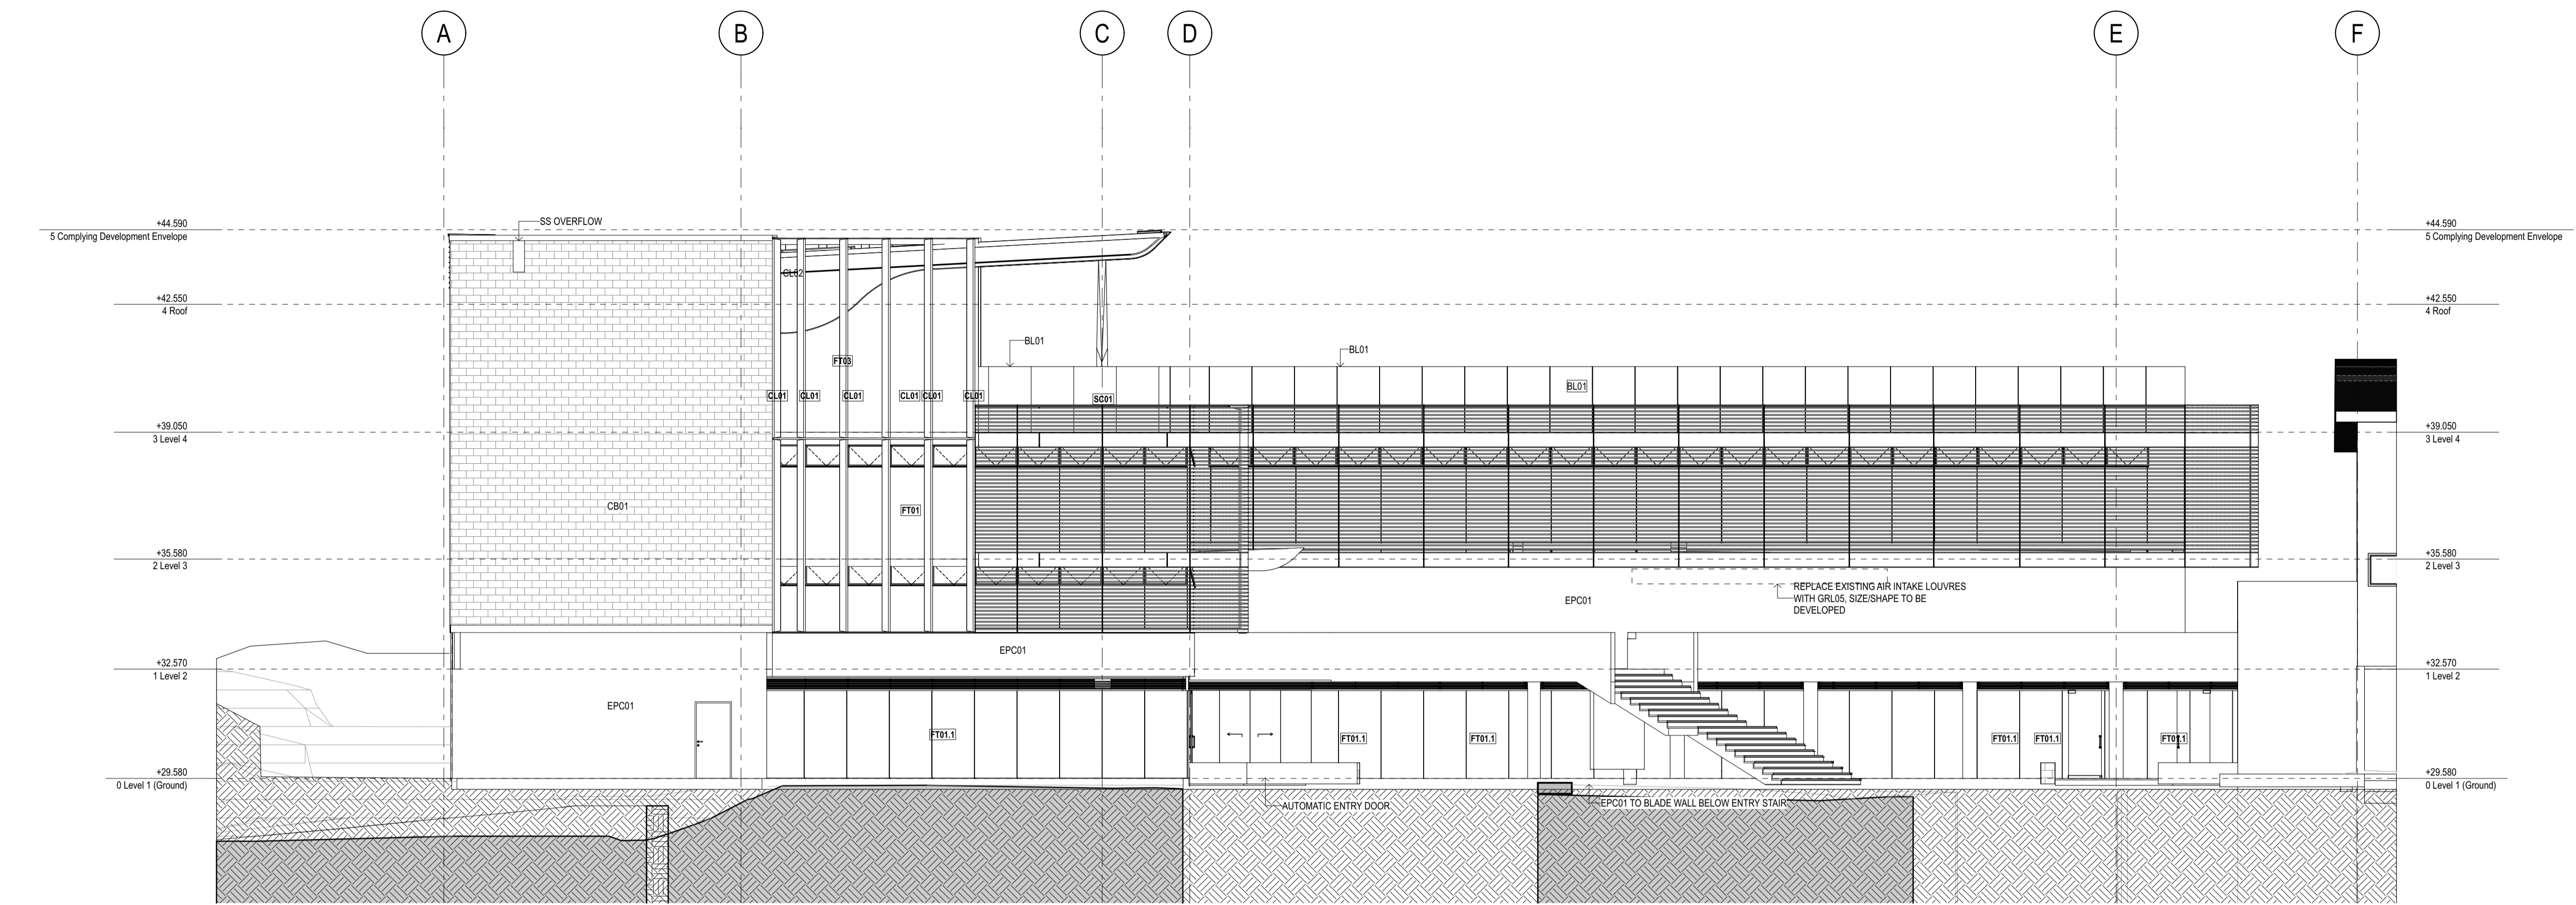 A
B
C
D
E
F
+44.590
5 Complying Development Envelope
SS OVERFLOW
+44.590
5 Complying Development Envelope
CL02
+42.550
4 Roof
+42.550
4 Roof
BL01
BL01
FT03
BL01
CL01
CL01
CL01
CL01
CL01
CL01
SC01
+39.050
3 Level 4
+39.050
3 Level 4
CB01
FT01
+35.580
2 Level 3
+35.580
2 Level 3
REPLACE EXISTING AIR INTAKE LOUVRES
WITH GRL05, SIZE/SHAPE TO BE
DEVELOPED
EPC01
EPC01
+32.570
1 Level 2
+32.570
1 Level 2
EPC01
FT01.1
FT01.1
FT01.1
FT01.1
FT01.1
FT01.1
+29.580
0 Level 1 (Ground)
+29.580
0 Level 1 (Ground)
AUTOMATIC ENTRY DOOR
EPC01 TO BLADE WALL BELOW ENTRY STAIR